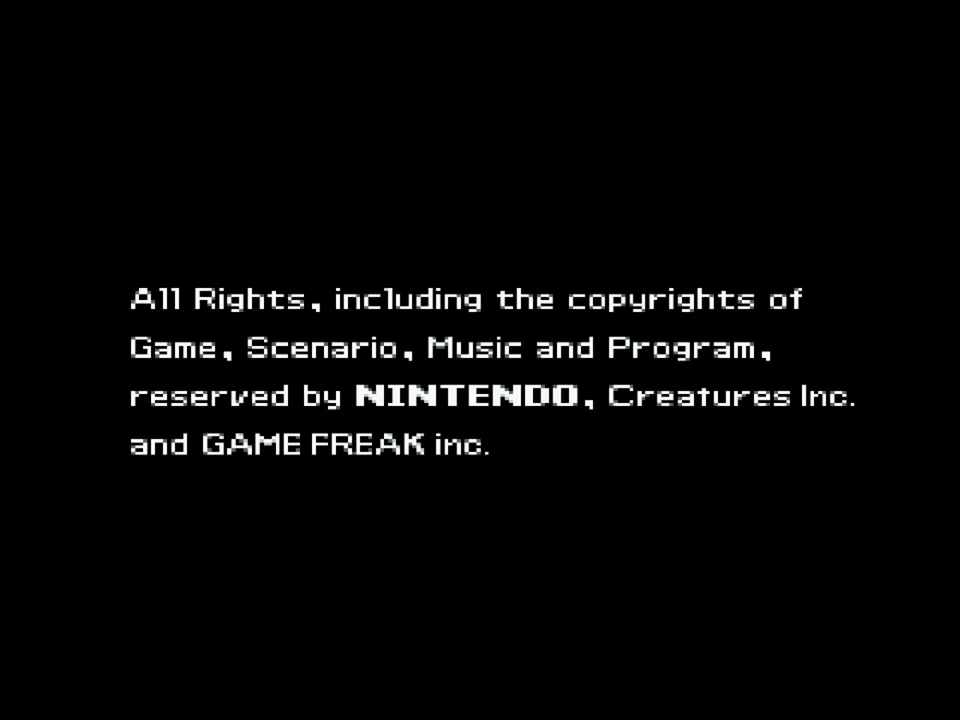 All Rights, including the copyrights of
Game, Scenario, Music and Program,
reserved by NINTENDO, Creatures Inc.
and GAME FREAK inc.